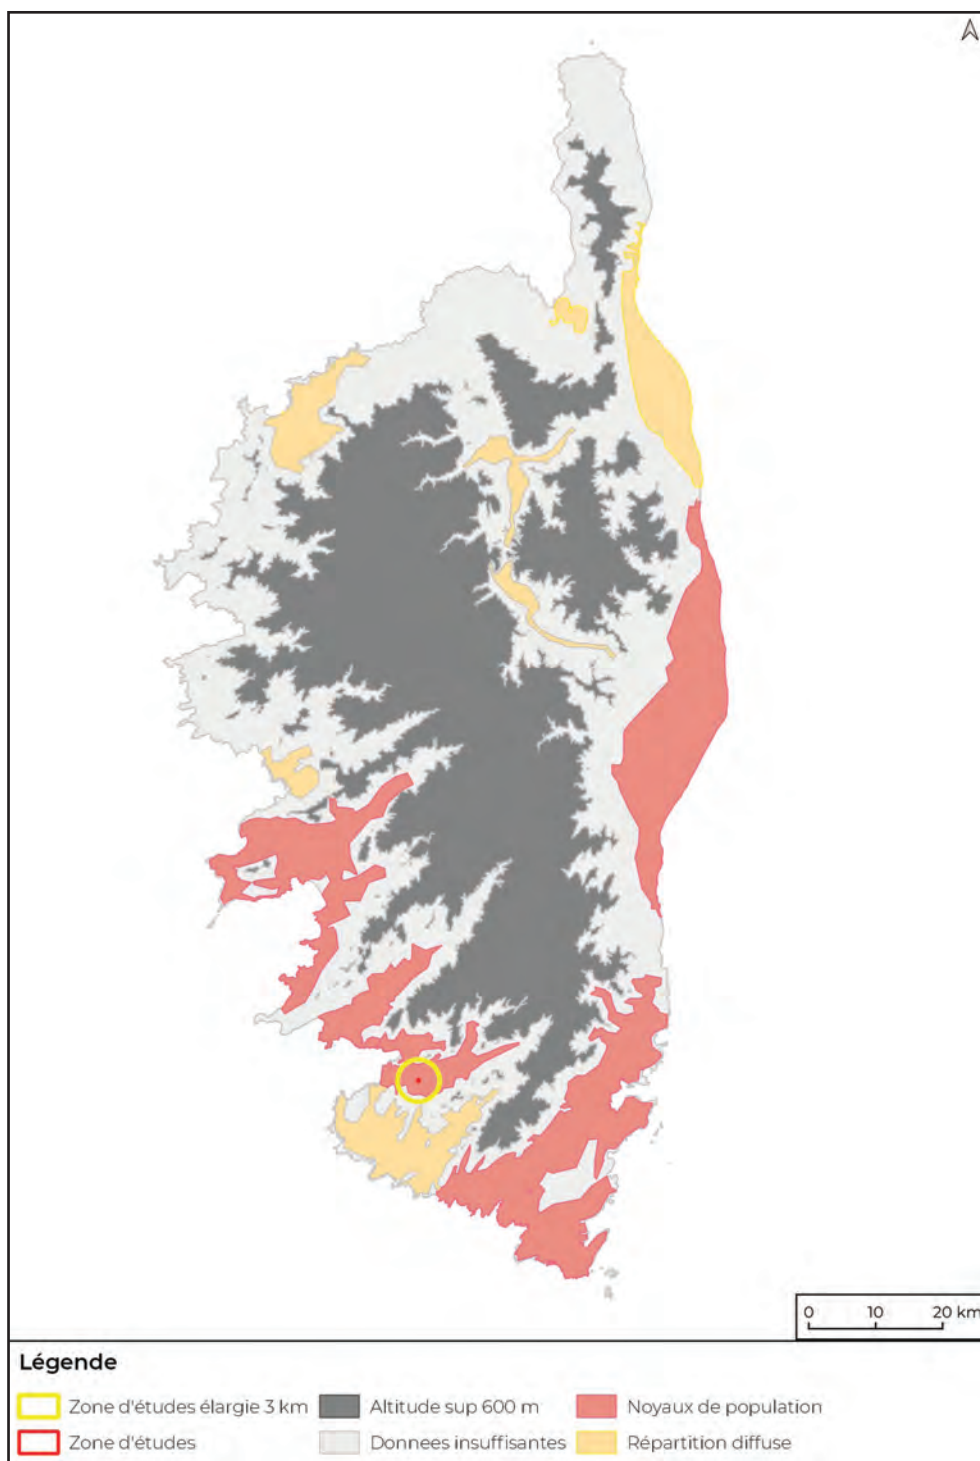 0 10 20 km
Légende
Zone d'études élargie 3 km
Altitude sup 600 m
Noyaux de population
Zone d'études
Donnees insuffisantes
Répartition diffuse